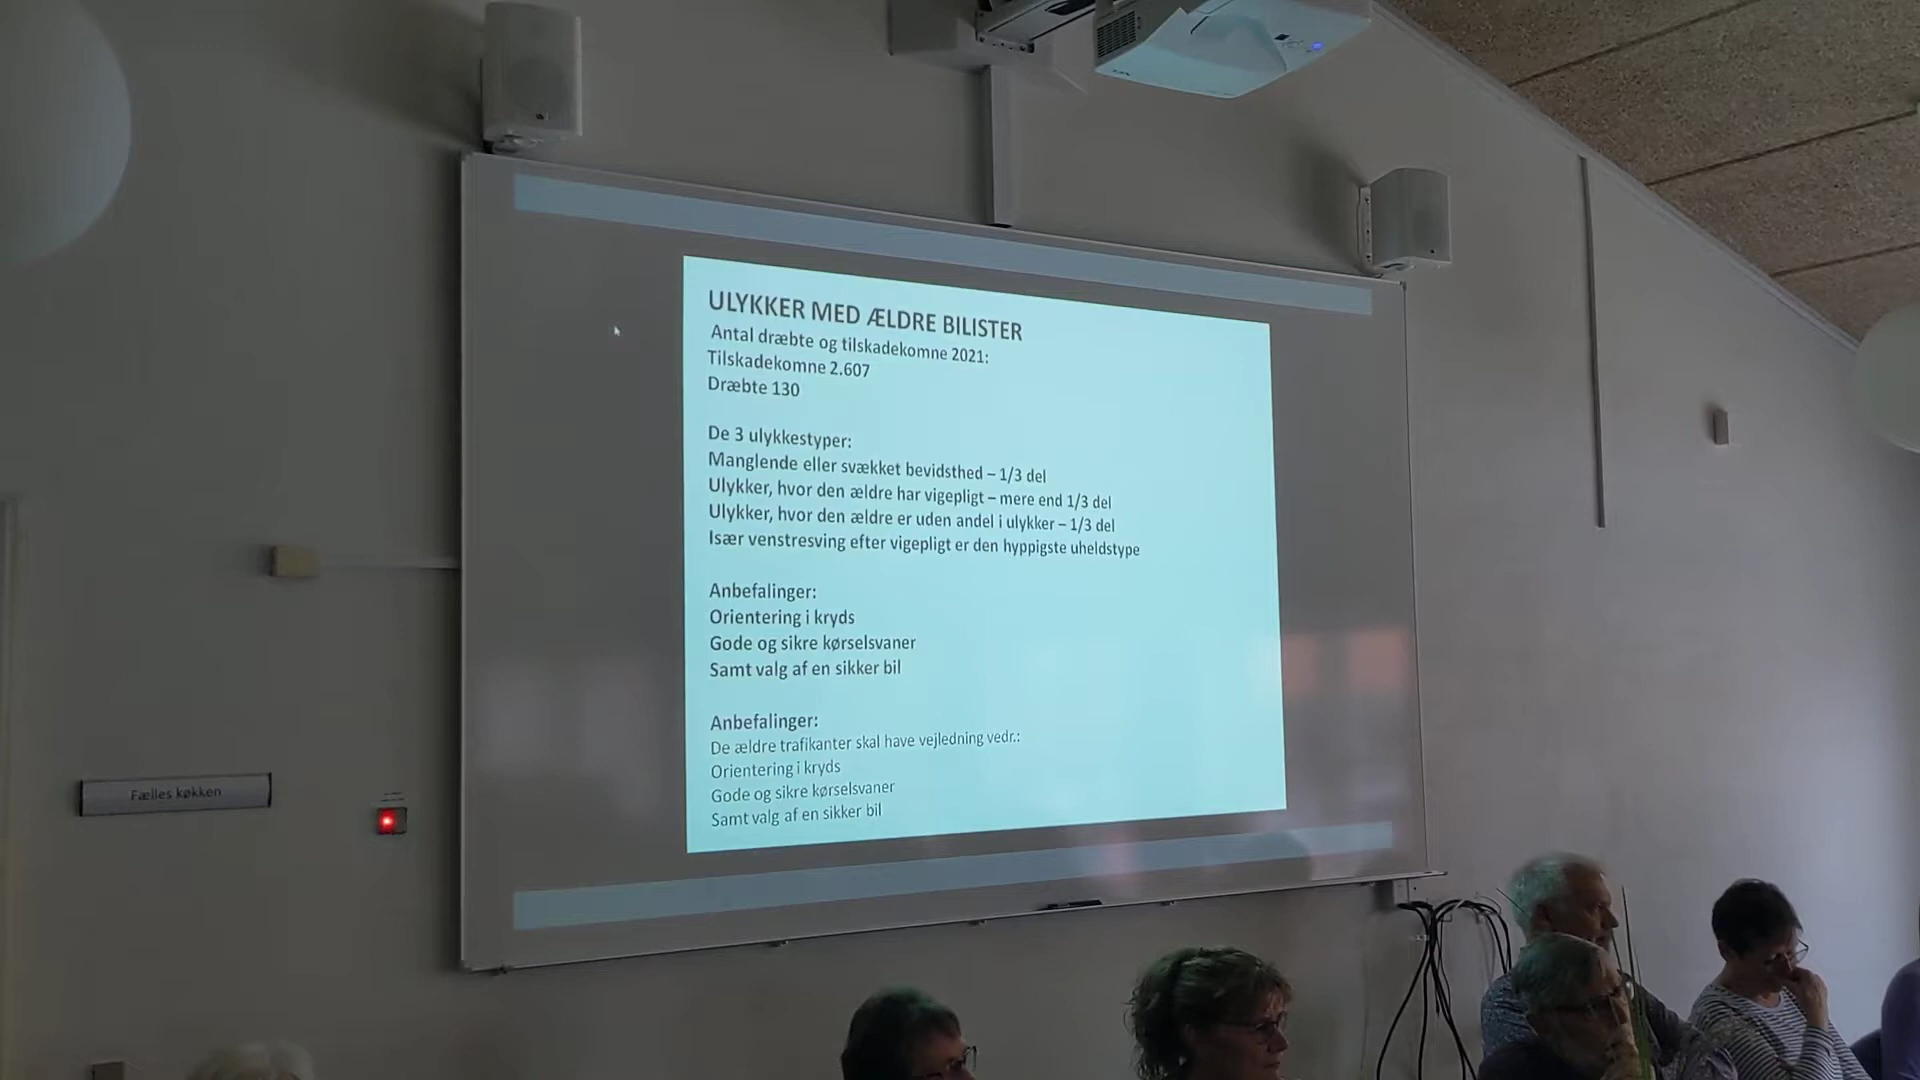 ULYKKER MED ÆLDRE BILISTER
Antal dræbte og tilskadekomne 2021:
Tilskadekomne 2.607
Dræbte 130
De 3 ulykkestyper:
Manglende eller svækket bevidsthed – 1/3 del
Ulykker, hvor den ældre har vigepligt – mere end 1/3 del
Ulykker, hvor den ældre er uden andel i ulykker – 1/3 del
Især venstresving efter vigepligt er den hyppigste uheldstype
Anbefalinger:
Orientering i kryds
Gode og sikre kørselsvaner
Samt valg af en sikker bil
Anbefalinger:
De ældre trafikanter skal have vejledning vedr.:
Orientering i kryds
Gode og sikre kørselsvaner
Samt valg af en sikker bil
Fælles køkken